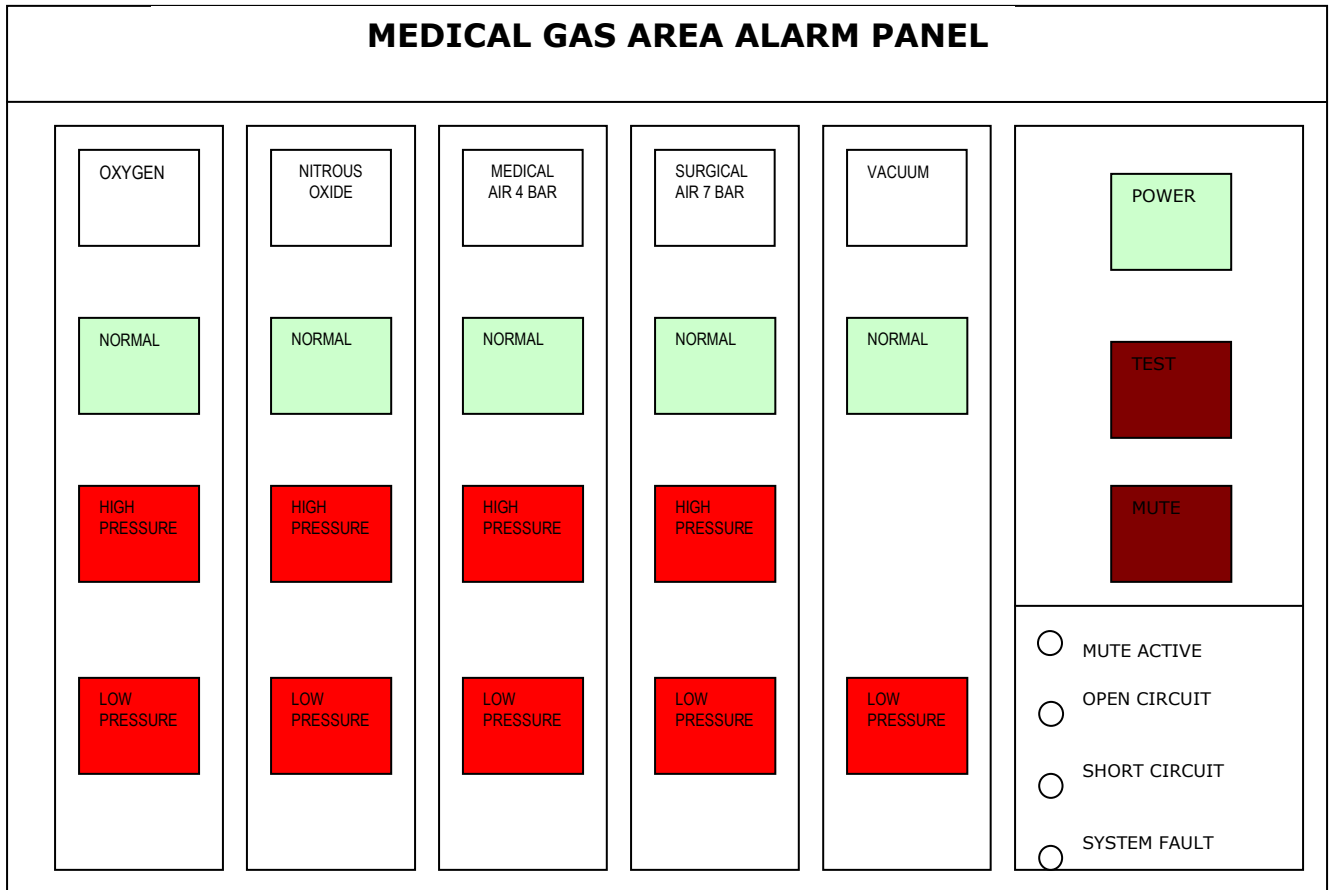 MEDICAL GAS AREA ALARM PANEL
OXYGEN
NITROUS
OXIDE
MEDICAL
AIR 4 BAR
SURGICAL
AIR 7 BAR
VACUUM
POWER
NORMAL
NORMAL
NORMAL
NORMAL
NORMAL
TEST
HIGH
PRESSURE
HIGH
PRESSURE
HIGH
PRESSURE
HIGH
PRESSURE
MUTE
LOW
PRESSURE
LOW
PRESSURE
LOW
PRESSURE
LOW
PRESSURE
LOW
PRESSURE
MUTE ACTIVE
OPEN CIRCUIT
SHORT CIRCUIT
SYSTEM FAULT